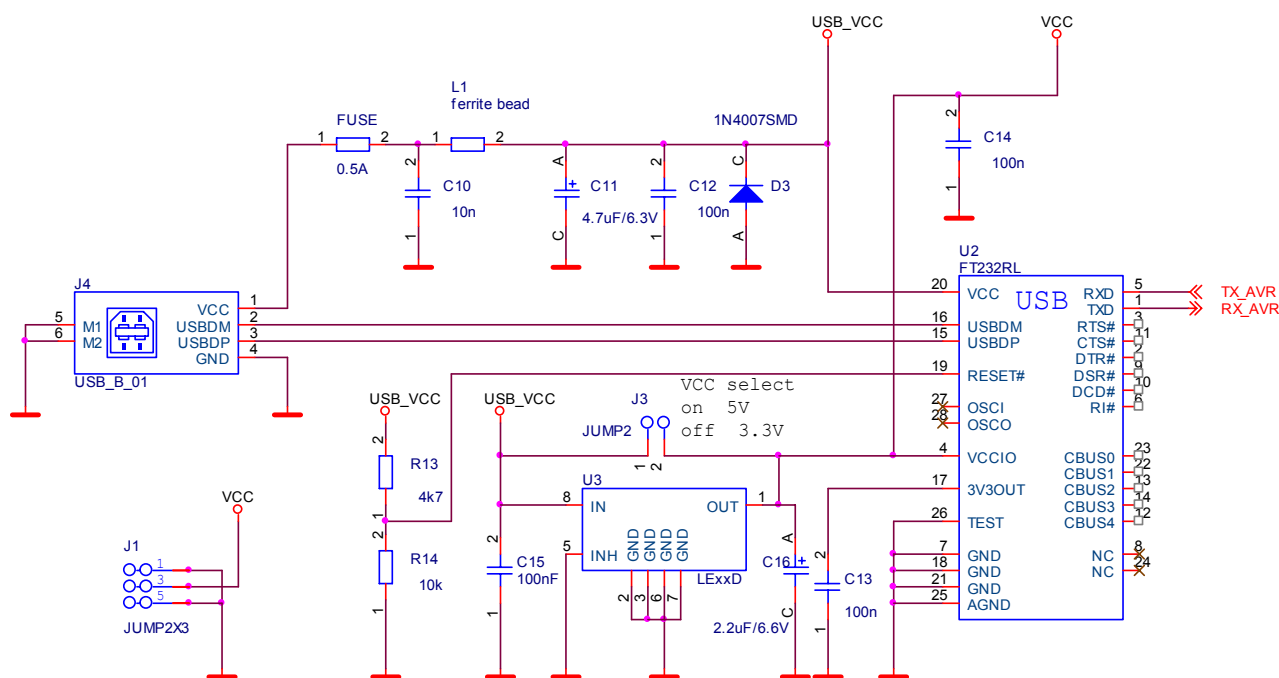 USB_VCC
VCC
L1
ferrite bead
FUSE
1
2
0.5A
1
2
1N4007SMD
2
C10
10n
1
A
C11
4.7uF/6.3V
C
2
C12
100n
1
C
D3
A
2
C14
100n
1
J4
VCC
1
5
M1
USBDM
2
6
M2
USBDP
3
GND
4
USB_B_01
U2
FT232RL
USB
20
VCC
RXD
5
TX_AVR
TXD
1
RX_AVR
16
USBDM
RTS#
3
15
USBDP
CTS#
11
DTR#
2
19
RESET#
DSR#
9
DCD#
10
27
OSCI
RI#
6
28
OSCO
4
VCCIO
CBUS0
23
CBUS1
22
17
3V3OUT
CBUS2
13
CBUS3
14
26
TEST
CBUS4
12
7
GND
NC
8
18
GND
NC
24
21
GND
25
AGND
VCC select
on 5V
off 3.3V
J3
JUMP2
1
2
USB_VCC
2
R13
4k7
1
2
R14
10k
1
USB_VCC
2
C15
100nF
1
U3
8
IN
OUT
1
5
INH
GND
GND
GND
GND
LExxD
2
3
6
7
A
C16
2.2uF/6.6V
C
2
C13
100n
1
VCC
J1
1
3
5
JUMP2X3